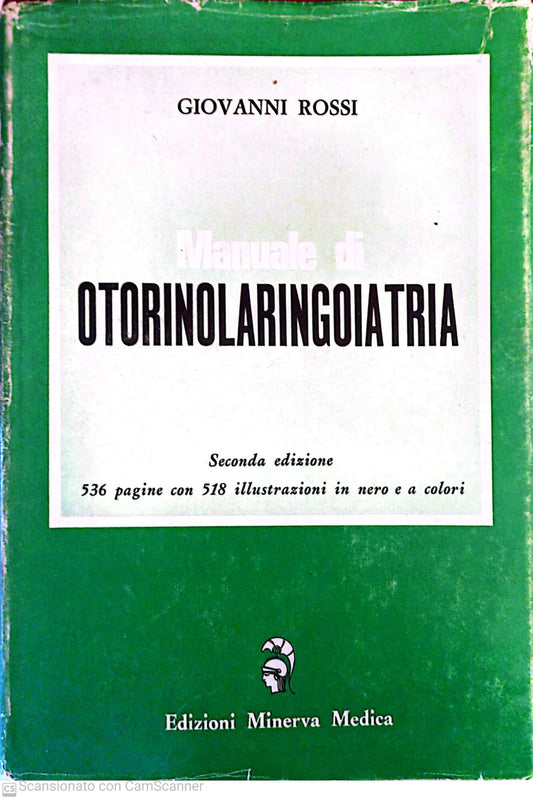 GIOVANNI ROSSI
Manuale di
OTORINOLARINGOIATRIA
Seconda edizione
536 pagine con 518 illustrazioni in nero e a colori
Edizioni Minerva Medica
CS Scansionato con CamScanner